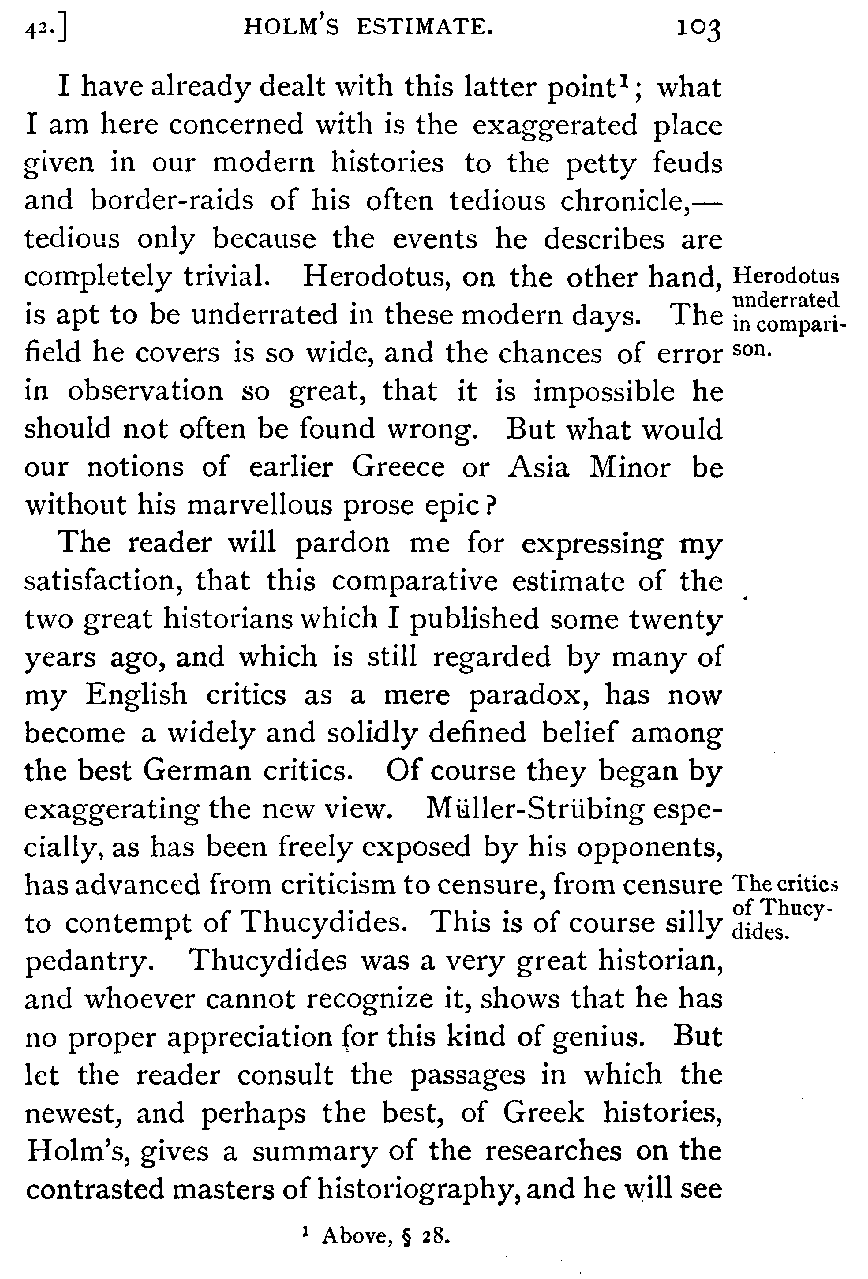 42.] HOLM'S ESTIMATE. 103
I have already dealt with this latter point¹; what
I am here concerned with is the exaggerated place
given in our modern histories to the petty feuds
and border-raids of his often tedious chronicle,—
tedious only because the events he describes are
completely trivial. Herodotus, on the other hand,
is apt to be underrated in these modern days. The
field he covers is so wide, and the chances of error
in observation so great, that it is impossible he
should not often be found wrong. But what would
our notions of earlier Greece or Asia Minor be
without his marvellous prose epic?
Herodotus
underrated
in compari-
son.
The reader will pardon me for expressing my
satisfaction, that this comparative estimate of the
two great historians which I published some twenty
years ago, and which is still regarded by many of
my English critics as a mere paradox, has now
become a widely and solidly defined belief among
the best German critics. Of course they began by
exaggerating the new view. Müller-Strübing espe-
cially, as has been freely exposed by his opponents,
has advanced from criticism to censure, from censure
to contempt of Thucydides. This is of course silly
pedantry. Thucydides was a very great historian,
and whoever cannot recognize it, shows that he has
no proper appreciation for this kind of genius. But
let the reader consult the passages in which the
newest, and perhaps the best, of Greek histories,
Holm's, gives a summary of the researches on the
contrasted masters of historiography, and he will see
The critics
of Thucy-
dides.
¹ Above, § 28.